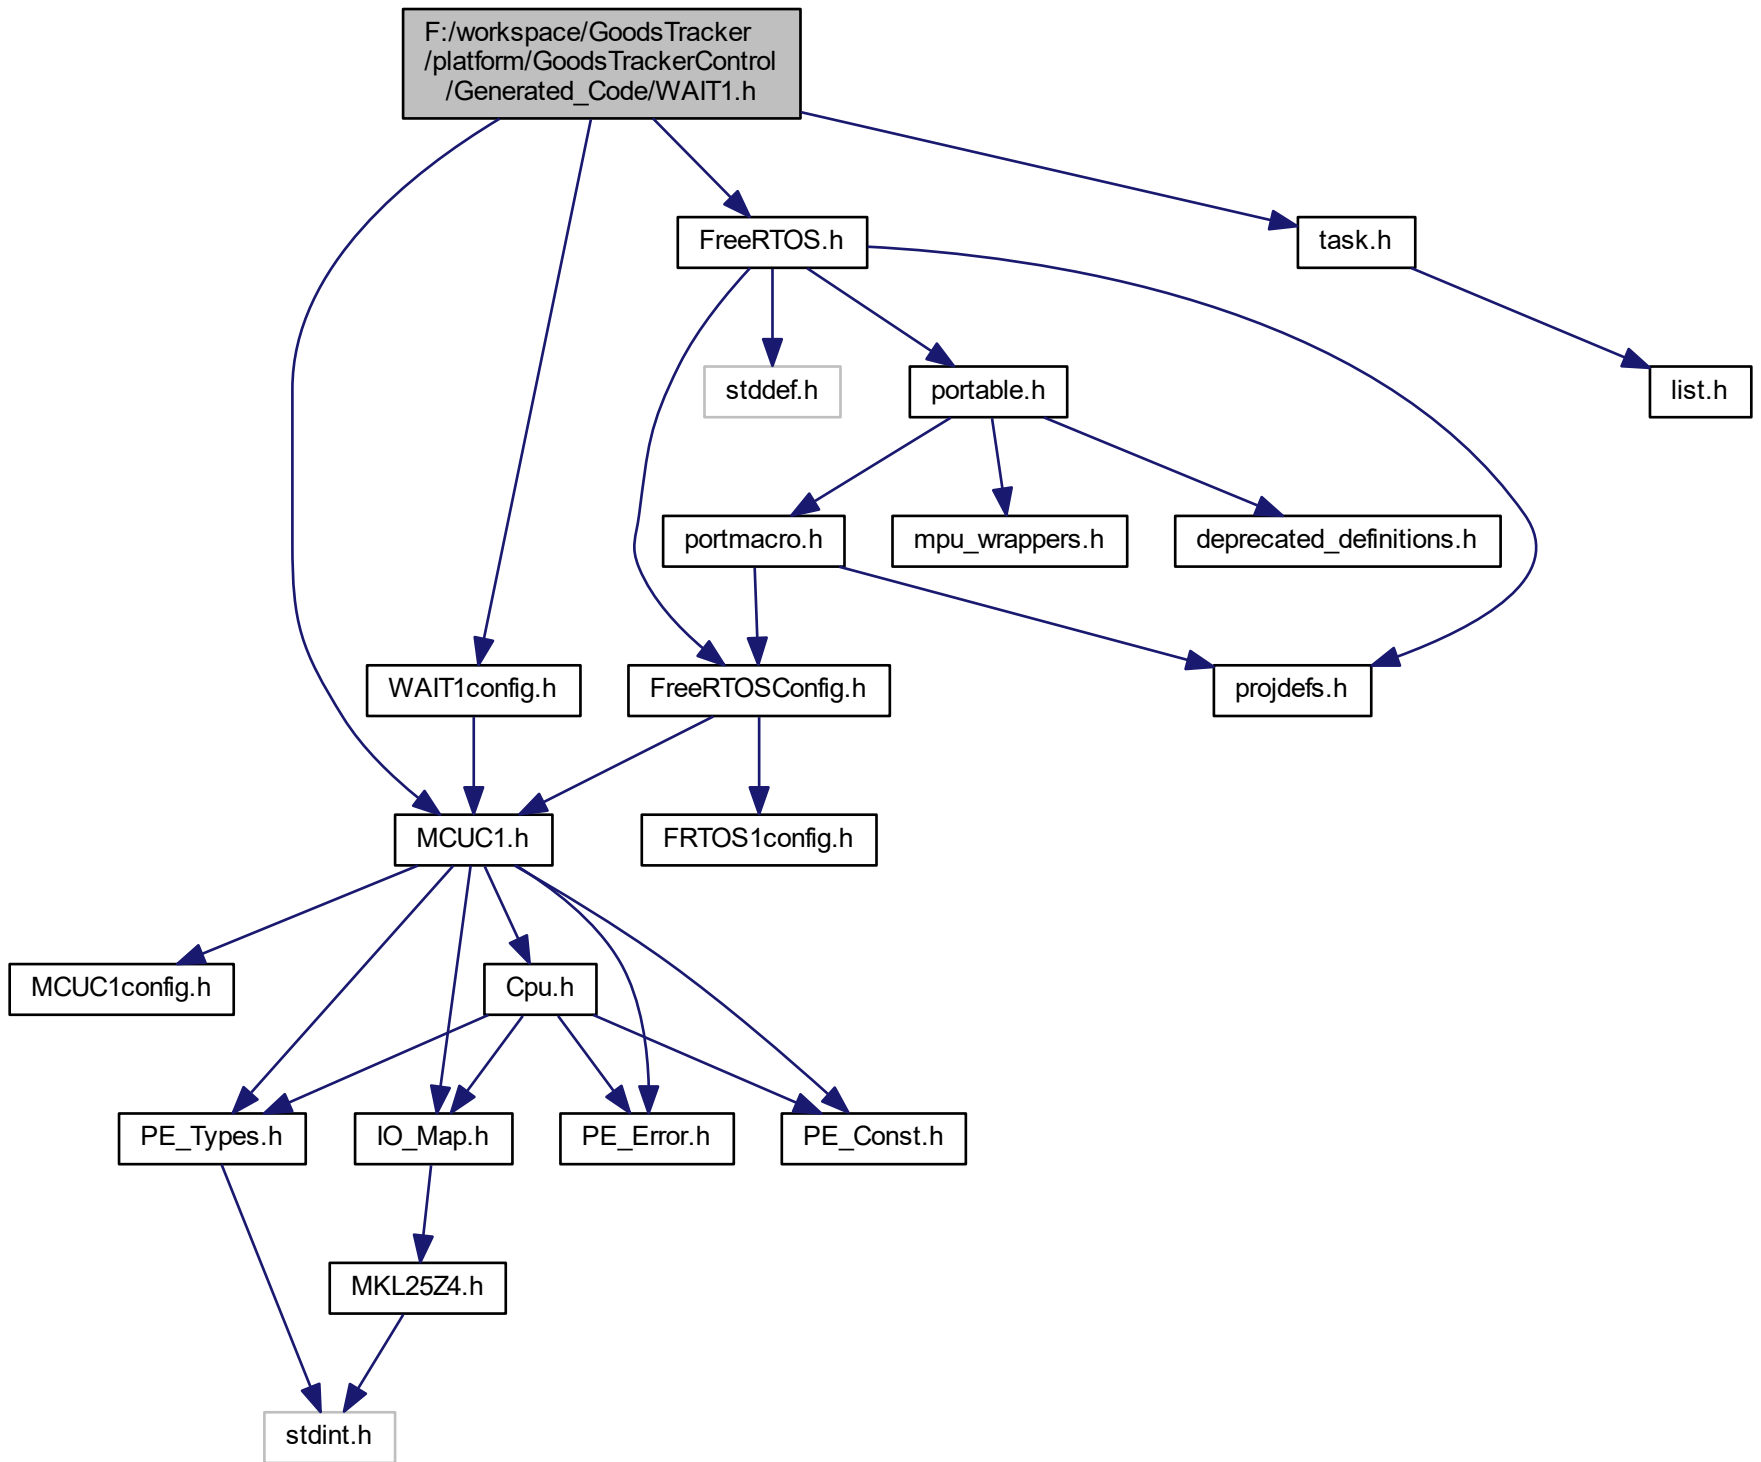 F:/workspace/GoodsTracker
/platform/GoodsTrackerControl
/Generated_Code/WAIT1.h
FreeRTOS.h
task.h
stddef.h
portable.h
list.h
portmacro.h
mpu_wrappers.h
deprecated_definitions.h
WAIT1config.h
FreeRTOSConfig.h
projdefs.h
MCUC1.h
FRTOS1config.h
MCUC1config.h
Cpu.h
PE_Types.h
IO_Map.h
PE_Error.h
PE_Const.h
MKL25Z4.h
stdint.h